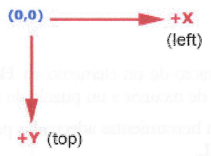 (0,0)
+X
(left)
+Y (top)